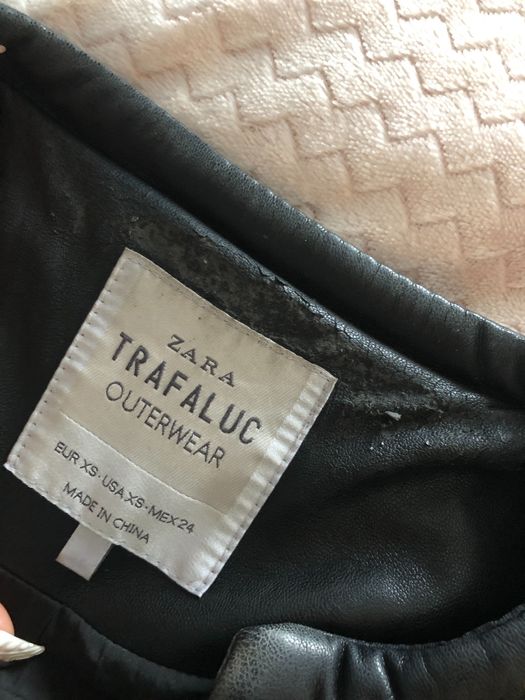 ZARA
TRAFALUC
OUTERWEAR
EUR XS · USA XS · MEX 24
MADE IN CHINA